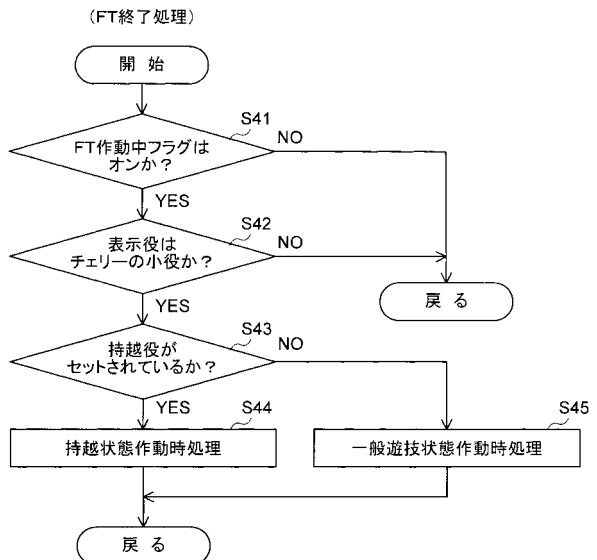 (FT終了処理)
開 始
S41
FT作動中フラグは
オンか？
NO
YES
S42
表示役は
チェリーの小役か？
NO
YES
戻 る
S43
持越役が
セットされているか？
NO
YES
S44
持越状態作動時処理
S45
一般遊技状態作動時処理
戻 る